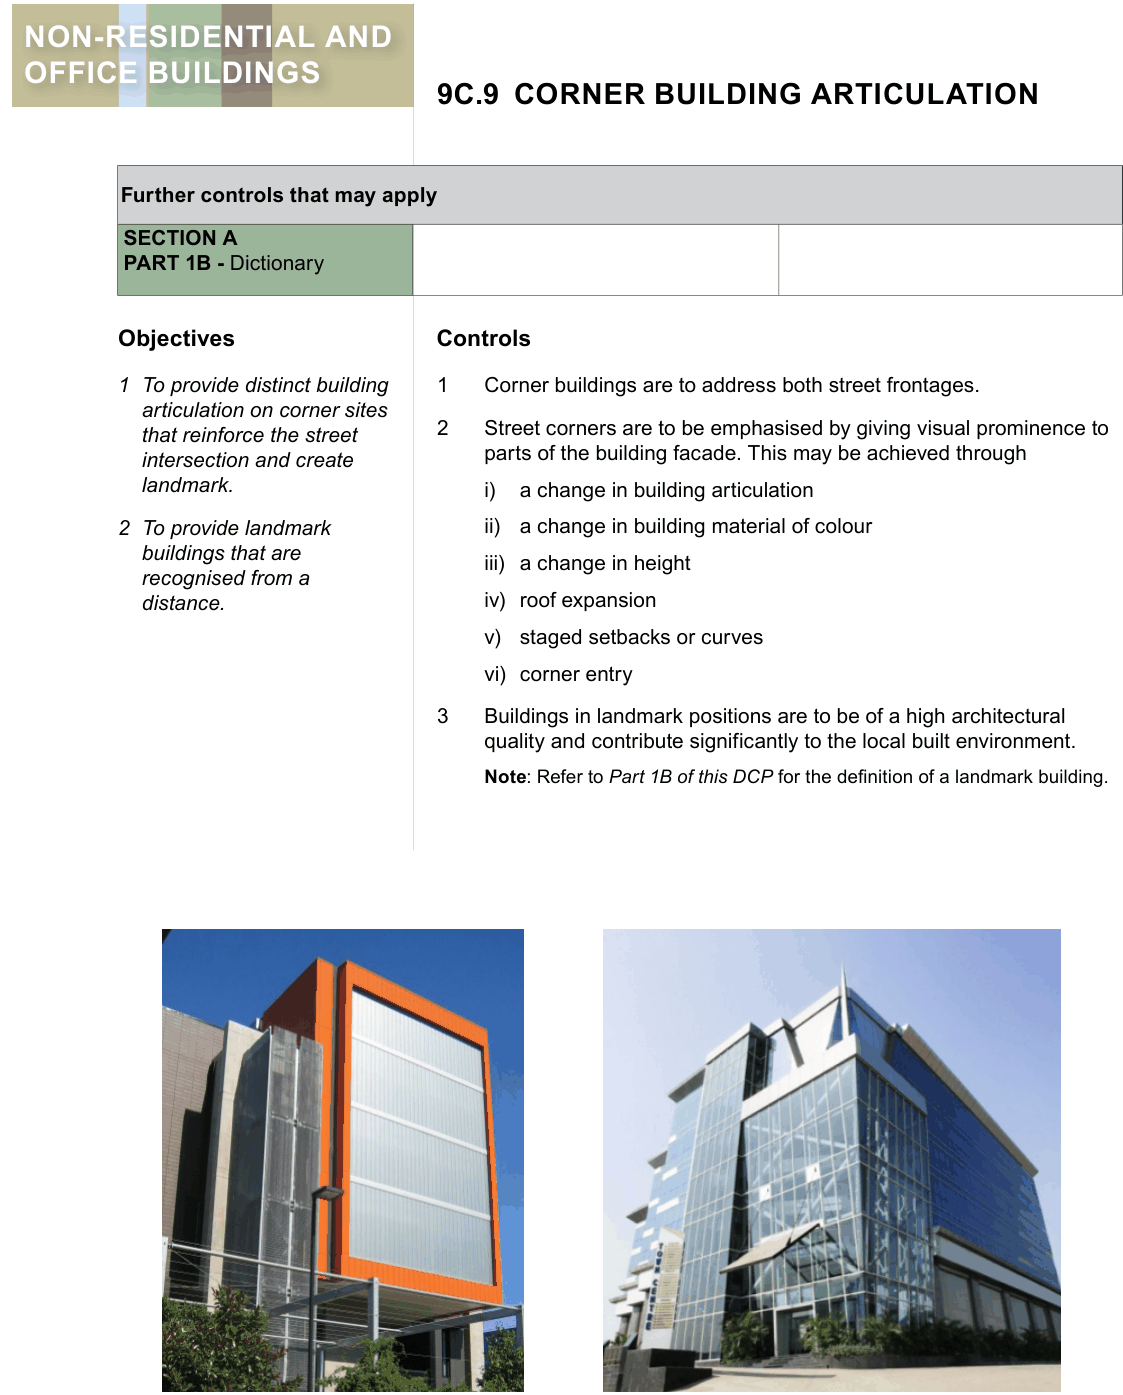 NON-RESIDENTIAL AND
OFFICE BUILDINGS
9C.9 CORNER BUILDING ARTICULATION
Further controls that may apply
SECTION A
PART 1B - Dictionary
Objectives
1 To provide distinct building
articulation on corner sites
that reinforce the street
intersection and create
landmark.
2 To provide landmark
buildings that are
recognised from a
distance.
Controls
1 Corner buildings are to address both street frontages.
2 Street corners are to be emphasised by giving visual prominence to
parts of the building facade. This may be achieved through
i) a change in building articulation
ii) a change in building material of colour
iii) a change in height
iv) roof expansion
v) staged setbacks or curves
vi) corner entry
3 Buildings in landmark positions are to be of a high architectural
quality and contribute significantly to the local built environment.
Note: Refer to Part 1B of this DCP for the definition of a landmark building.
TOWN CENTRE